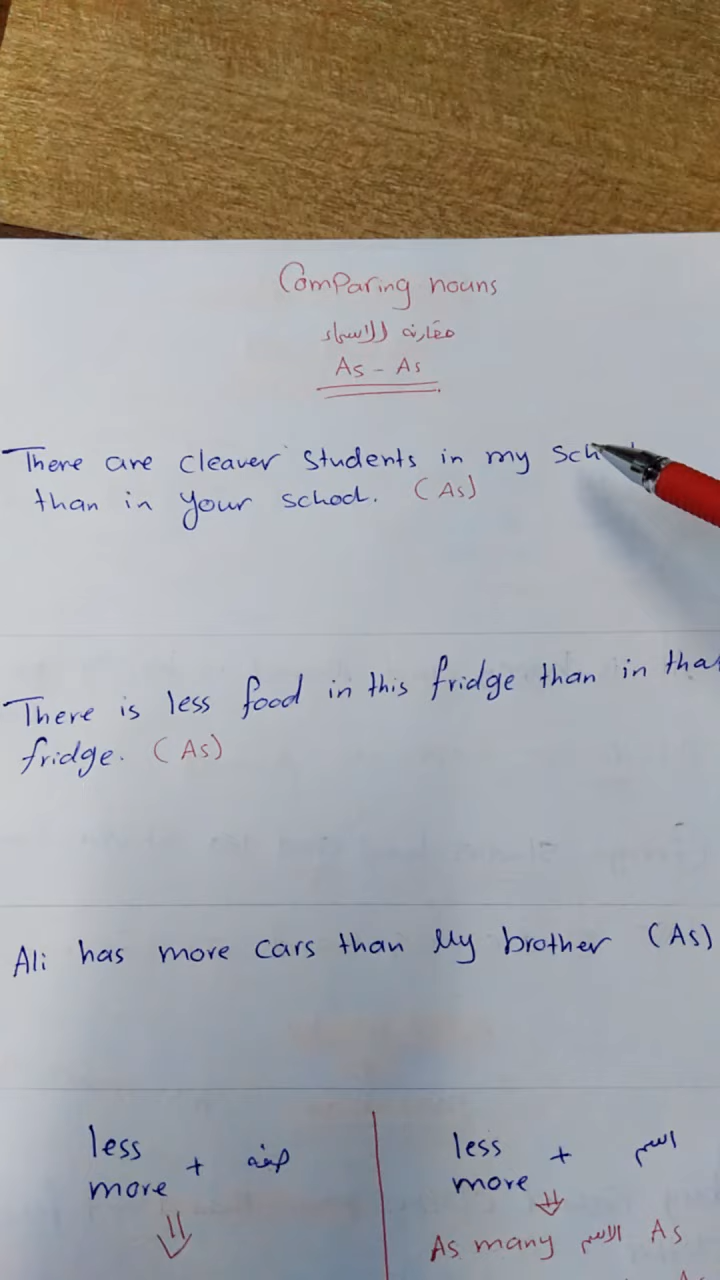 Comparing nouns
مقارنة الاسماء
As - As
There are cleaver students in my sch
than in your school. (As)
There is less food in this fridge than in that
fridge. (As)
Ali has more cars than My brother (As)
less
more + صفة
less
more + اسم
As many الاسم As